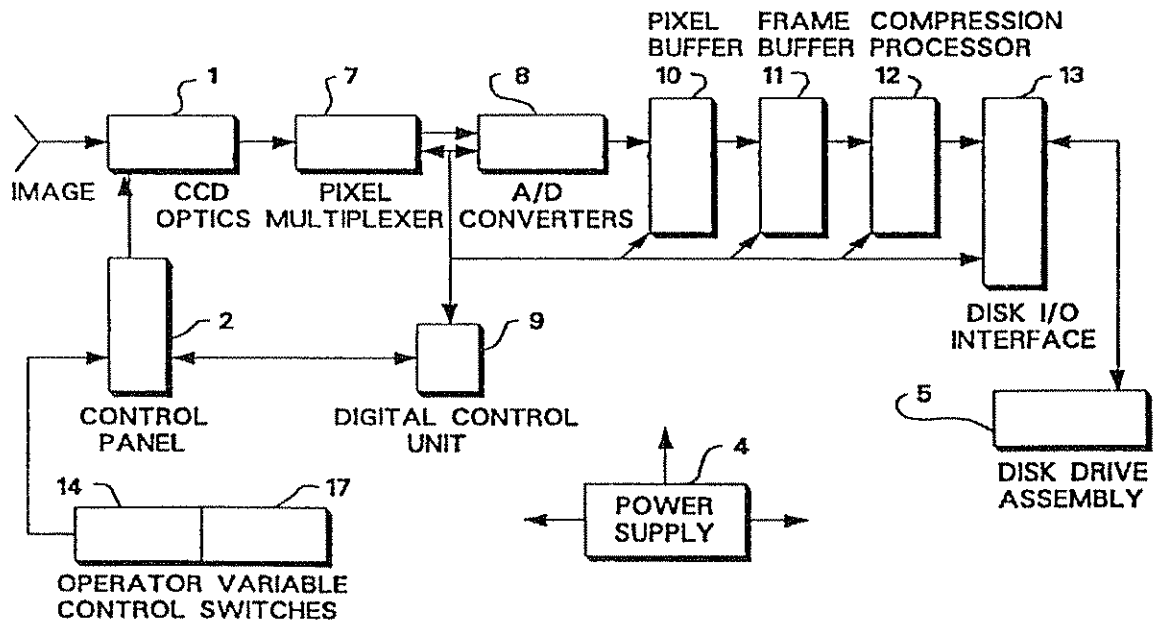 PIXEL BUFFER
FRAME BUFFER
COMPRESSION PROCESSOR
1
7
8
10
11
12
13
IMAGE
CCD OPTICS
PIXEL MULTIPLEXER
A/D CONVERTERS
2
9
DISK I/O
INTERFACE
CONTROL
PANEL
DIGITAL CONTROL
UNIT
5
4
DISK DRIVE
ASSEMBLY
14
17
POWER
SUPPLY
OPERATOR VARIABLE
CONTROL SWITCHES